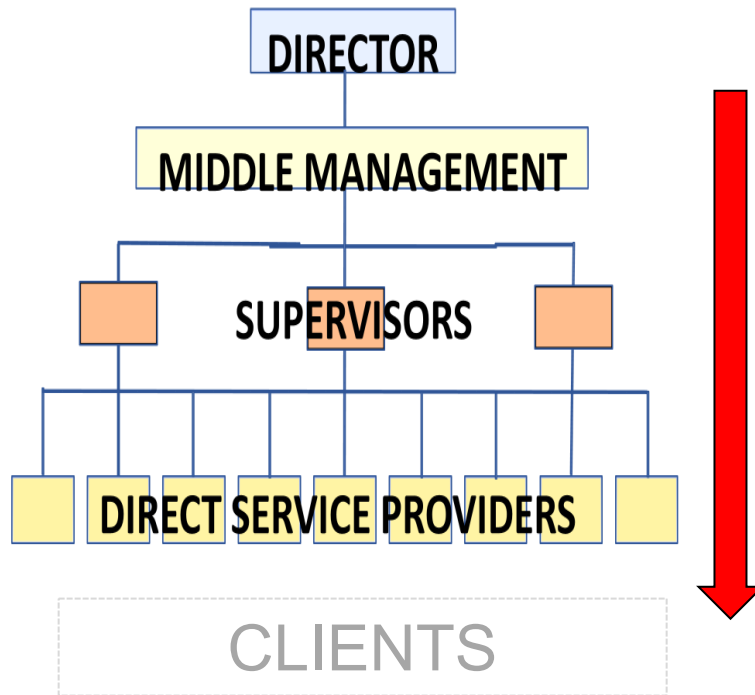 DIRECTOR
MIDDLE MANAGEMENT
SUPERVISORS
DIRECT SERVICE PROVIDERS
CLIENTS